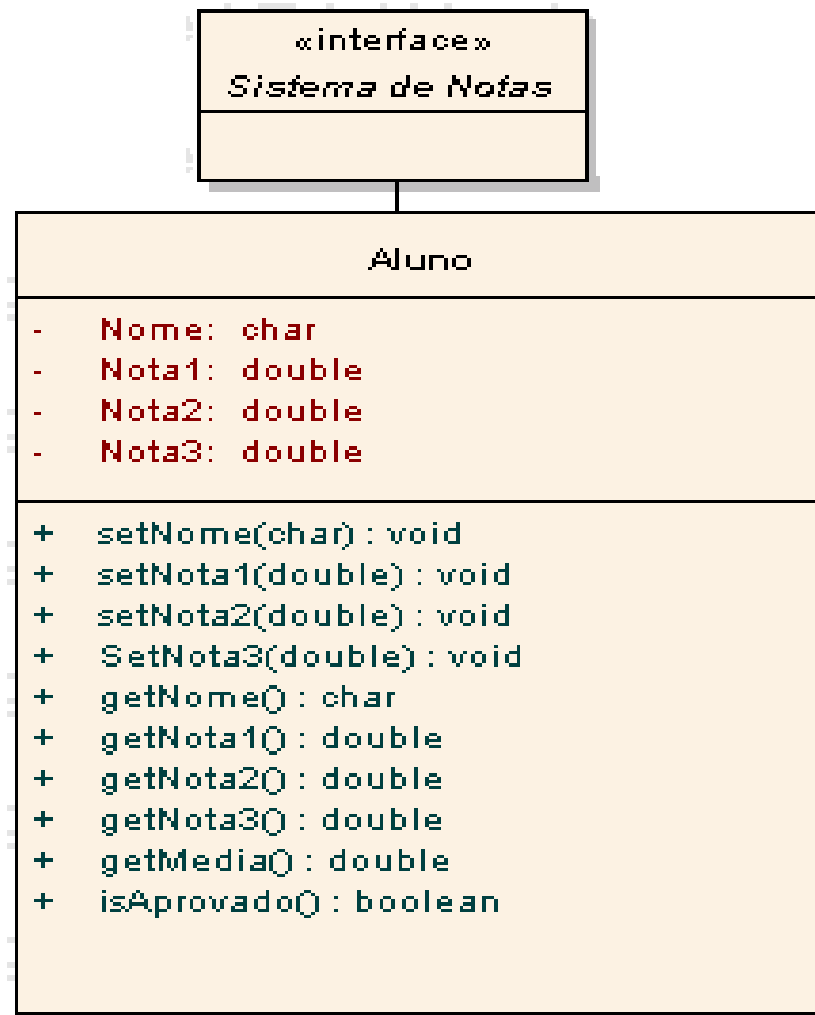 «interface»
Sistema de Notas
Aluno
- Nome: char
- Nota1: double
- Nota2: double
- Nota3: double
+ setNome(char) : void
+ setNota1(double) : void
+ setNota2(double) : void
+ SetNota3(double) : void
+ getNome() : char
+ getNota1() : double
+ getNota2() : double
+ getNota3() : double
+ getMedia() : double
+ isAprovado() : boolean